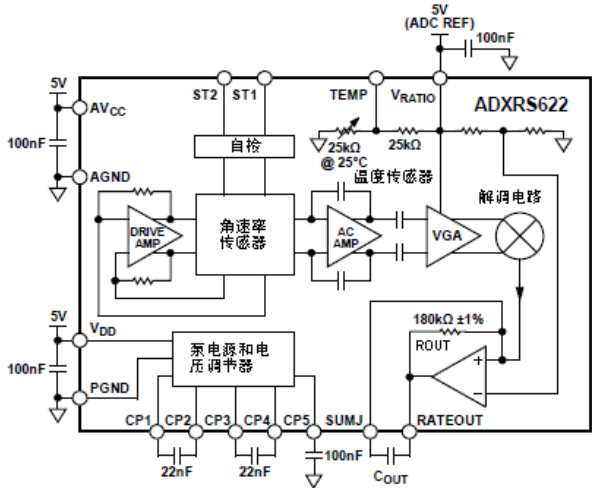 5V
(ADC REF)
100nF
5V
AVCC
100nF
AGND
ST2 ST1
TEMP
VRATIO
ADXRS622
自检
25kΩ
@ 25°C
25kΩ
温度传感器
DRIVE
AMP
角速率
传感器
AC
AMP
VGA
解调电路
5V
VDD
100nF
PGND
泵电源和电
压调节器
180kΩ ±1%
ROUT
+
−
CP1 CP2 CP3 CP4 CP5 SUMJ RATEOUT
22nF
22nF
100nF
COUT